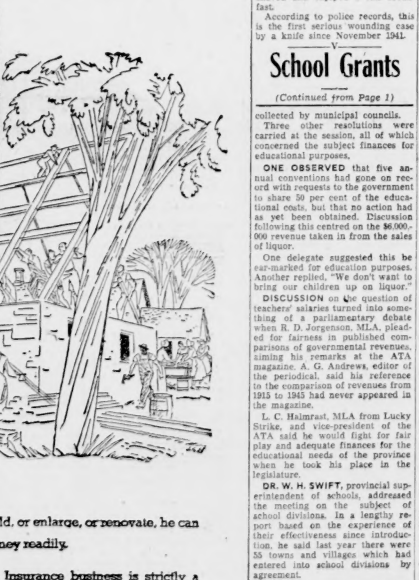 fast.
According to police records, this
is the first serious wounding case
by a knife since November 1941.
V
School Grants
(Continued from Page 1)
collected by municipal councils.
Three other resolutions were
carried at the session, all of which
concerned the subject finances for
educational purposes.
ONE OBSERVED that five an-
nual conventions had gone on rec-
ord with requests to the government
to share 50 per cent of the educa-
tional costs, but that no action had
as yet been obtained. Discussion
following this centred on the $6,000,-
000 revenue taken in from the sales
of liquor.
One delegate suggested this be
ear-marked for education purposes.
Another replied, "We don't want to
bring our children up on liquor."
DISCUSSION on the question of
teachers' salaries turned into some-
thing of a parliamentary debate
when R. D. Jorgenson, MLA, plead-
ed for fairness in published com-
parisons of governmental revenues,
aiming his remarks at the ATA
magazine. A. G. Andrews, editor of
the periodical, said his reference
to the comparison of revenues from
1915 to 1945 had never appeared in
the magazine.
L. C. Halmrast, MLA from Lucky
Strike, and vice-president of the
ATA said he would fight for fair
play and adequate finances for the
educational needs of the province
when he took his place in the
legislature.
DR. W. H. SWIFT, provincial sup-
erintendent of schools, addressed
the meeting on the subject of
school divisions. In a lengthy re-
port based on the experience of
their effectiveness since introduc-
tion, he said last year there were
55 towns and villages which had
entered into school divisions by
agreement.
ld, or enlarge, or renovate, he can
ney readily.
Insurance business is strictly a